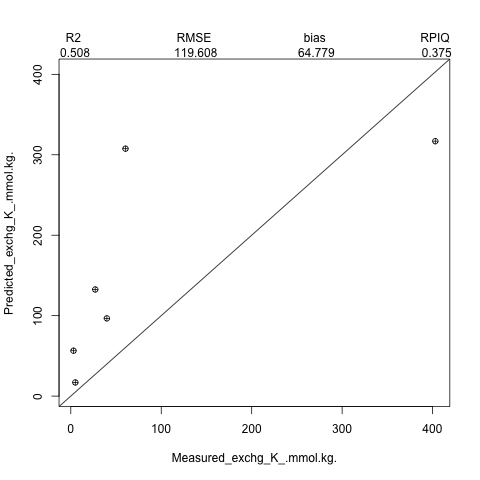 R2 RMSE bias RPIQ
0.508 119.608 64.779 0.375
400
300
200
100
0
Predicted_exchg_K_.mmol.kg.
0 100 200 300 400
Measured_exchg_K_.mmol.kg.